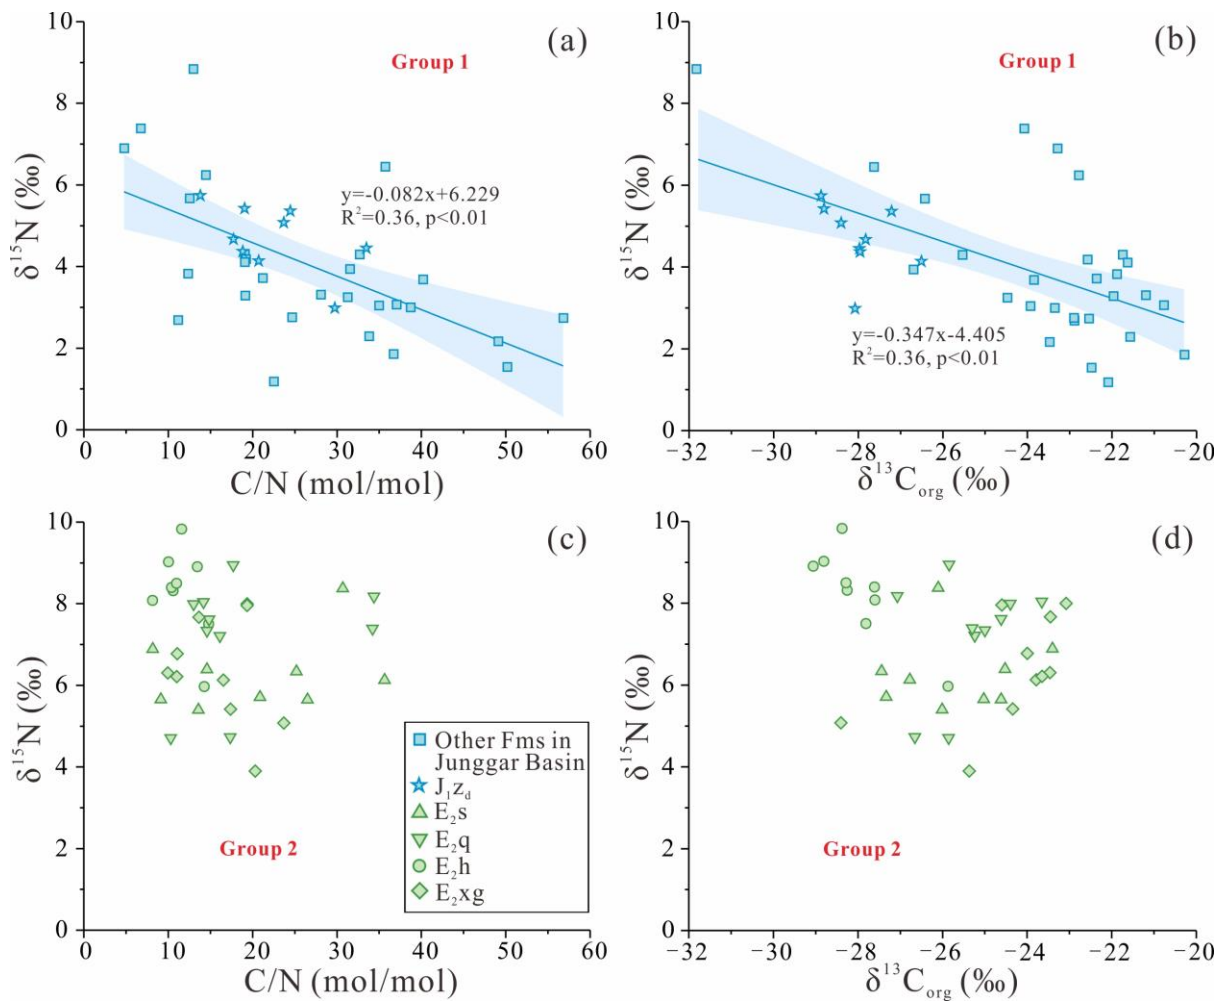 (a)
Group 1
y=-0.082x+6.229
R²=0.36, p<0.01
δ¹⁵N (‰)
10
8
6
4
2
0
0 10 20 30 40 50 60
C/N (mol/mol)
(b)
Group 1
y=-0.347x-4.405
R²=0.36, p<0.01
δ¹⁵N (‰)
10
8
6
4
2
0
−32 −30 −28 −26 −24 −22 −20
δ¹³Corg (‰)
(c)
δ¹⁵N (‰)
10
8
6
4
2
0
Group 2
Other Fms in
Junggar Basin
J₁zd
E₂s
E₂q
E₂h
E₂xg
0 10 20 30 40 50 60
C/N (mol/mol)
(d)
δ¹⁵N (‰)
10
8
6
4
2
0
Group 2
−32 −30 −28 −26 −24 −22 −20
δ¹³Corg (‰)